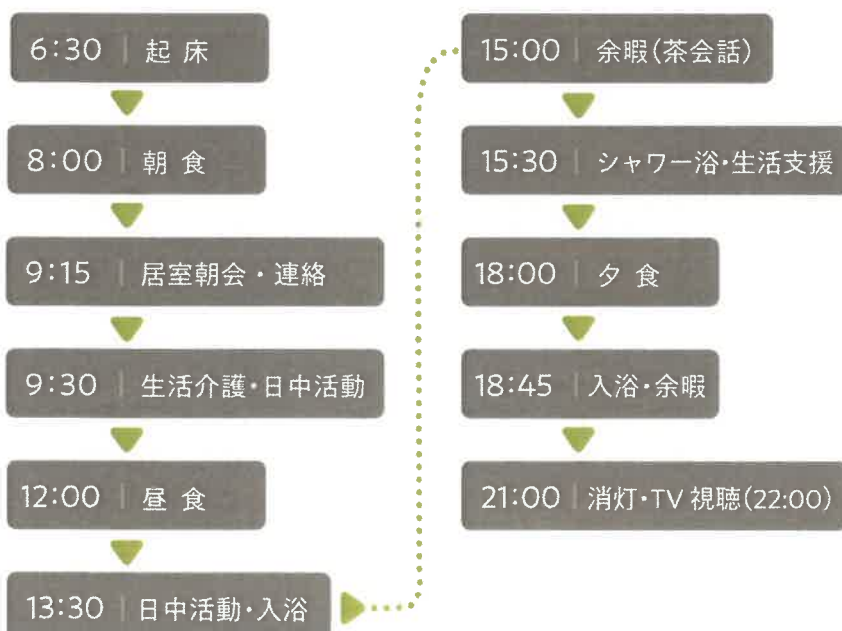 6:30 | 起 床
8:00 | 朝 食
9:15 | 居室朝会・連絡
9:30 | 生活介護・日中活動
12:00 | 昼 食
13:30 | 日中活動・入浴
15:00 | 余暇(茶会話)
15:30 | シャワー浴・生活支援
18:00 | 夕 食
18:45 | 入浴・余暇
21:00 | 消灯・TV 視聴(22:00)